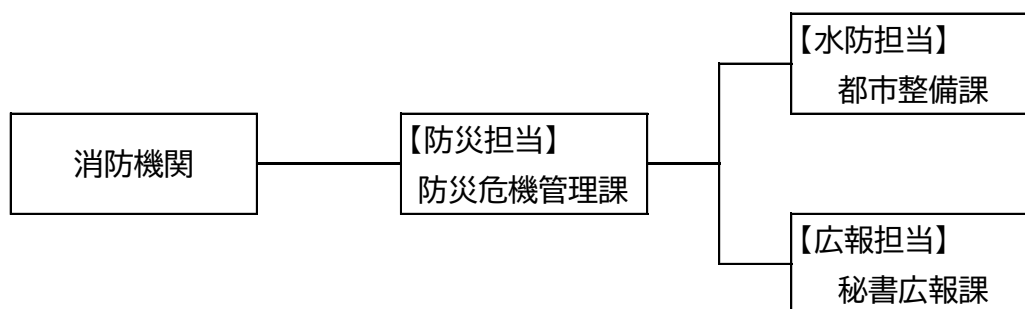 消防機関
【防災担当】
防災危機管理課
【水防担当】
都市整備課
【広報担当】
秘書広報課